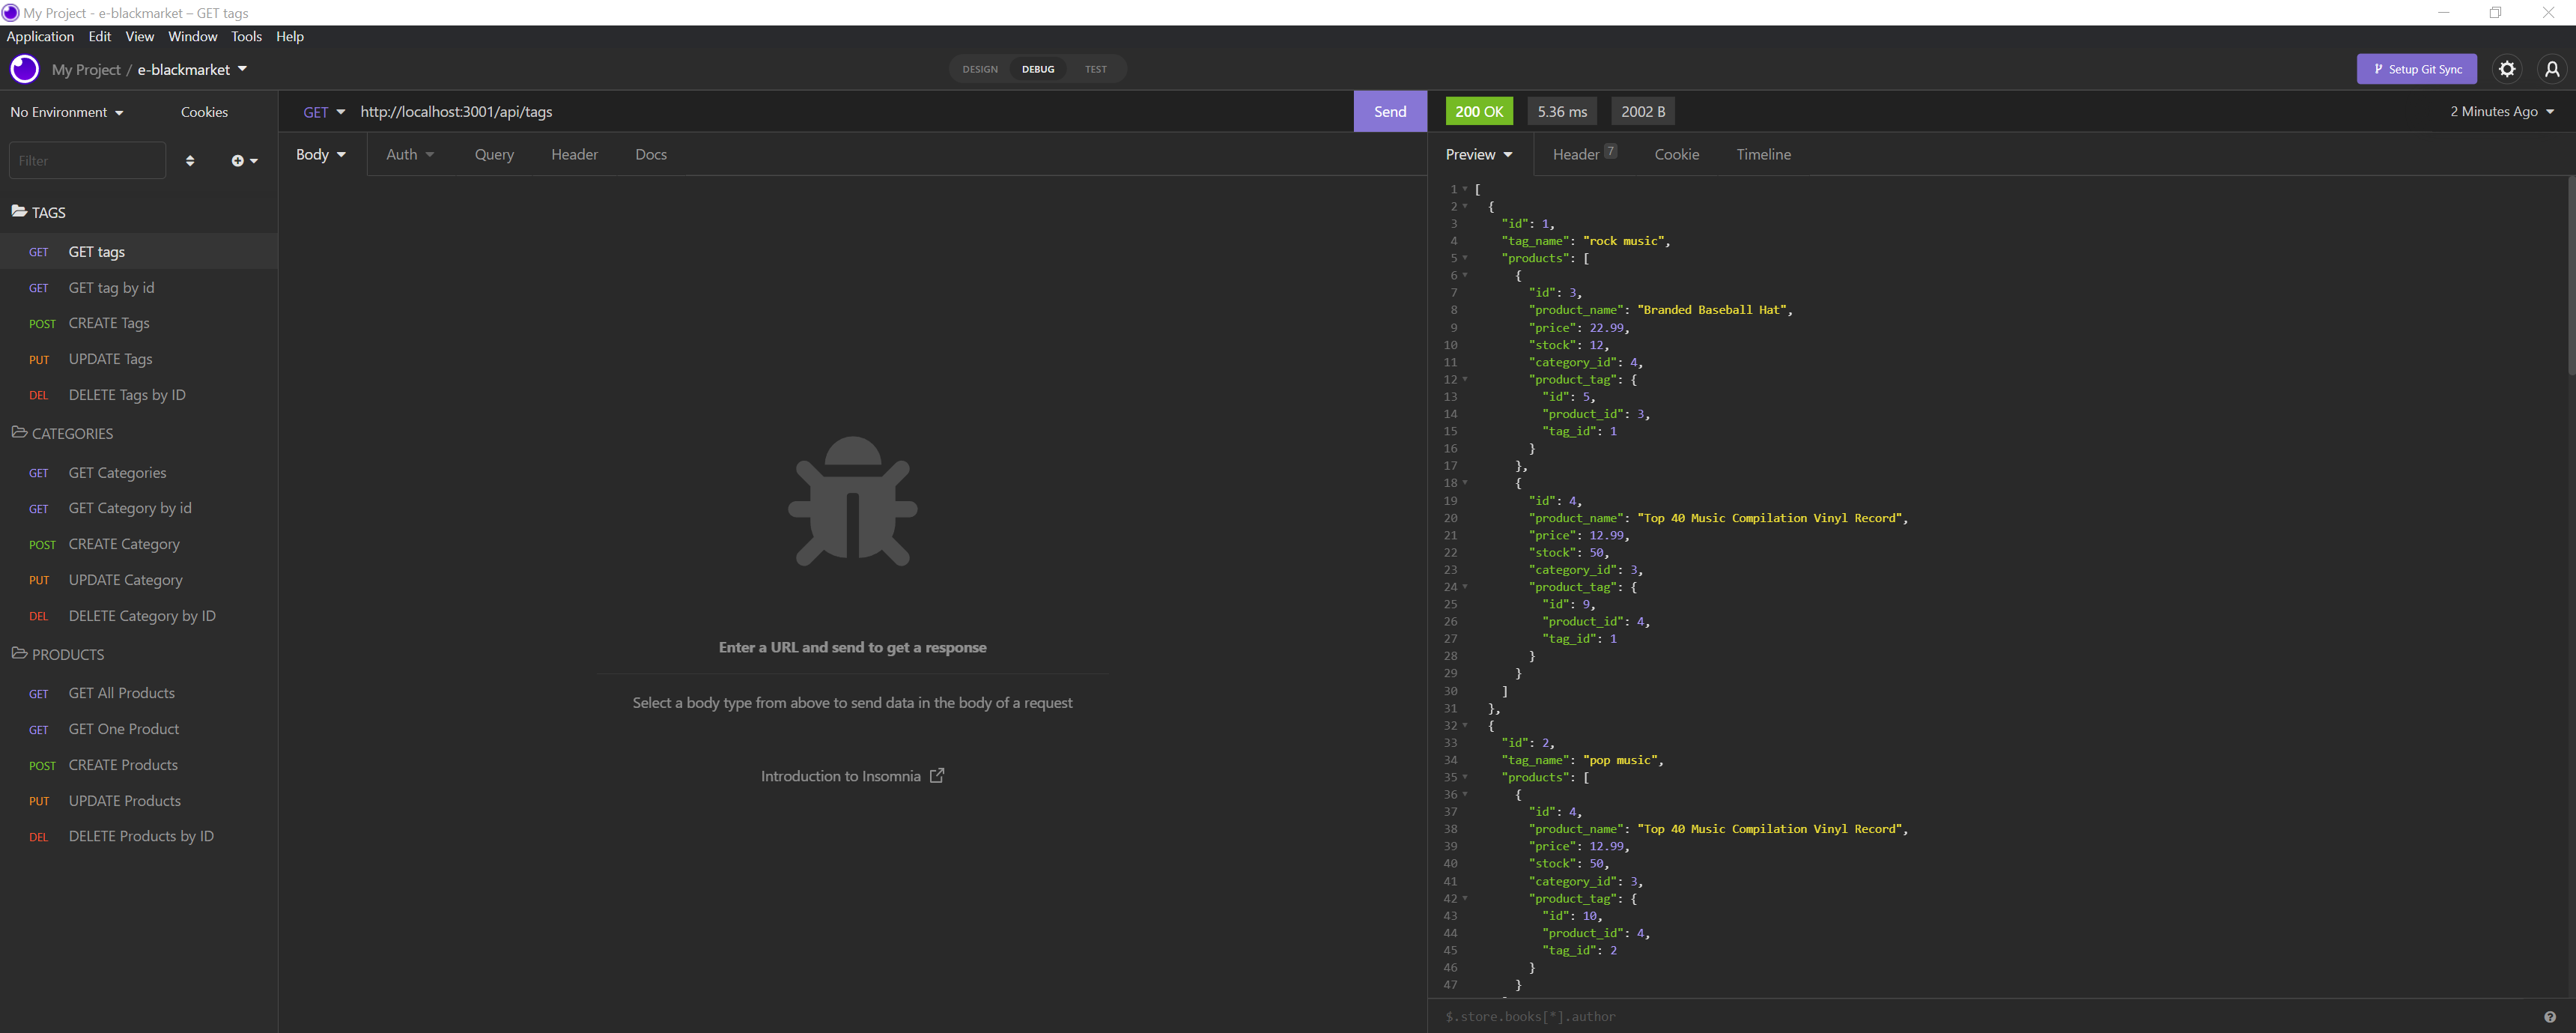 My Project - e-blackmarket – GET tags
Application Edit View Window Tools Help
My Project / e-blackmarket
DESIGN DEBUG TEST
Setup Git Sync
No Environment Cookies
Filter
TAGS
GET GET tags
GET GET tag by id
POST CREATE Tags
PUT UPDATE Tags
DEL DELETE Tags by ID
CATEGORIES
GET GET Categories
GET GET Category by id
POST CREATE Category
PUT UPDATE Category
DEL DELETE Category by ID
PRODUCTS
GET GET All Products
GET GET One Product
POST CREATE Products
PUT UPDATE Products
DEL DELETE Products by ID
GET http://localhost:3001/api/tags Send
Body Auth Query Header Docs
Enter a URL and send to get a response
Select a body type from above to send data in the body of a request
Introduction to Insomnia
200 OK 5.36 ms 2002 B 2 Minutes Ago
Preview Header 7 Cookie Timeline
1 [
2 {
3 "id": 1,
4 "tag_name": "rock music",
5 "products": [
6 {
7 "id": 3,
8 "product_name": "Branded Baseball Hat",
9 "price": 22.99,
10 "stock": 12,
11 "category_id": 4,
12 "product_tag": {
13 "id": 5,
14 "product_id": 3,
15 "tag_id": 1
16 }
17 },
18 {
19 "id": 4,
20 "product_name": "Top 40 Music Compilation Vinyl Record",
21 "price": 12.99,
22 "stock": 50,
23 "category_id": 3,
24 "product_tag": {
25 "id": 9,
26 "product_id": 4,
27 "tag_id": 1
28 }
29 }
30 ]
31 },
32 {
33 "id": 2,
34 "tag_name": "pop music",
35 "products": [
36 {
37 "id": 4,
38 "product_name": "Top 40 Music Compilation Vinyl Record",
39 "price": 12.99,
40 "stock": 50,
41 "category_id": 3,
42 "product_tag": {
43 "id": 10,
44 "product_id": 4,
45 "tag_id": 2
46 }
47 }
$.store.books[*].author